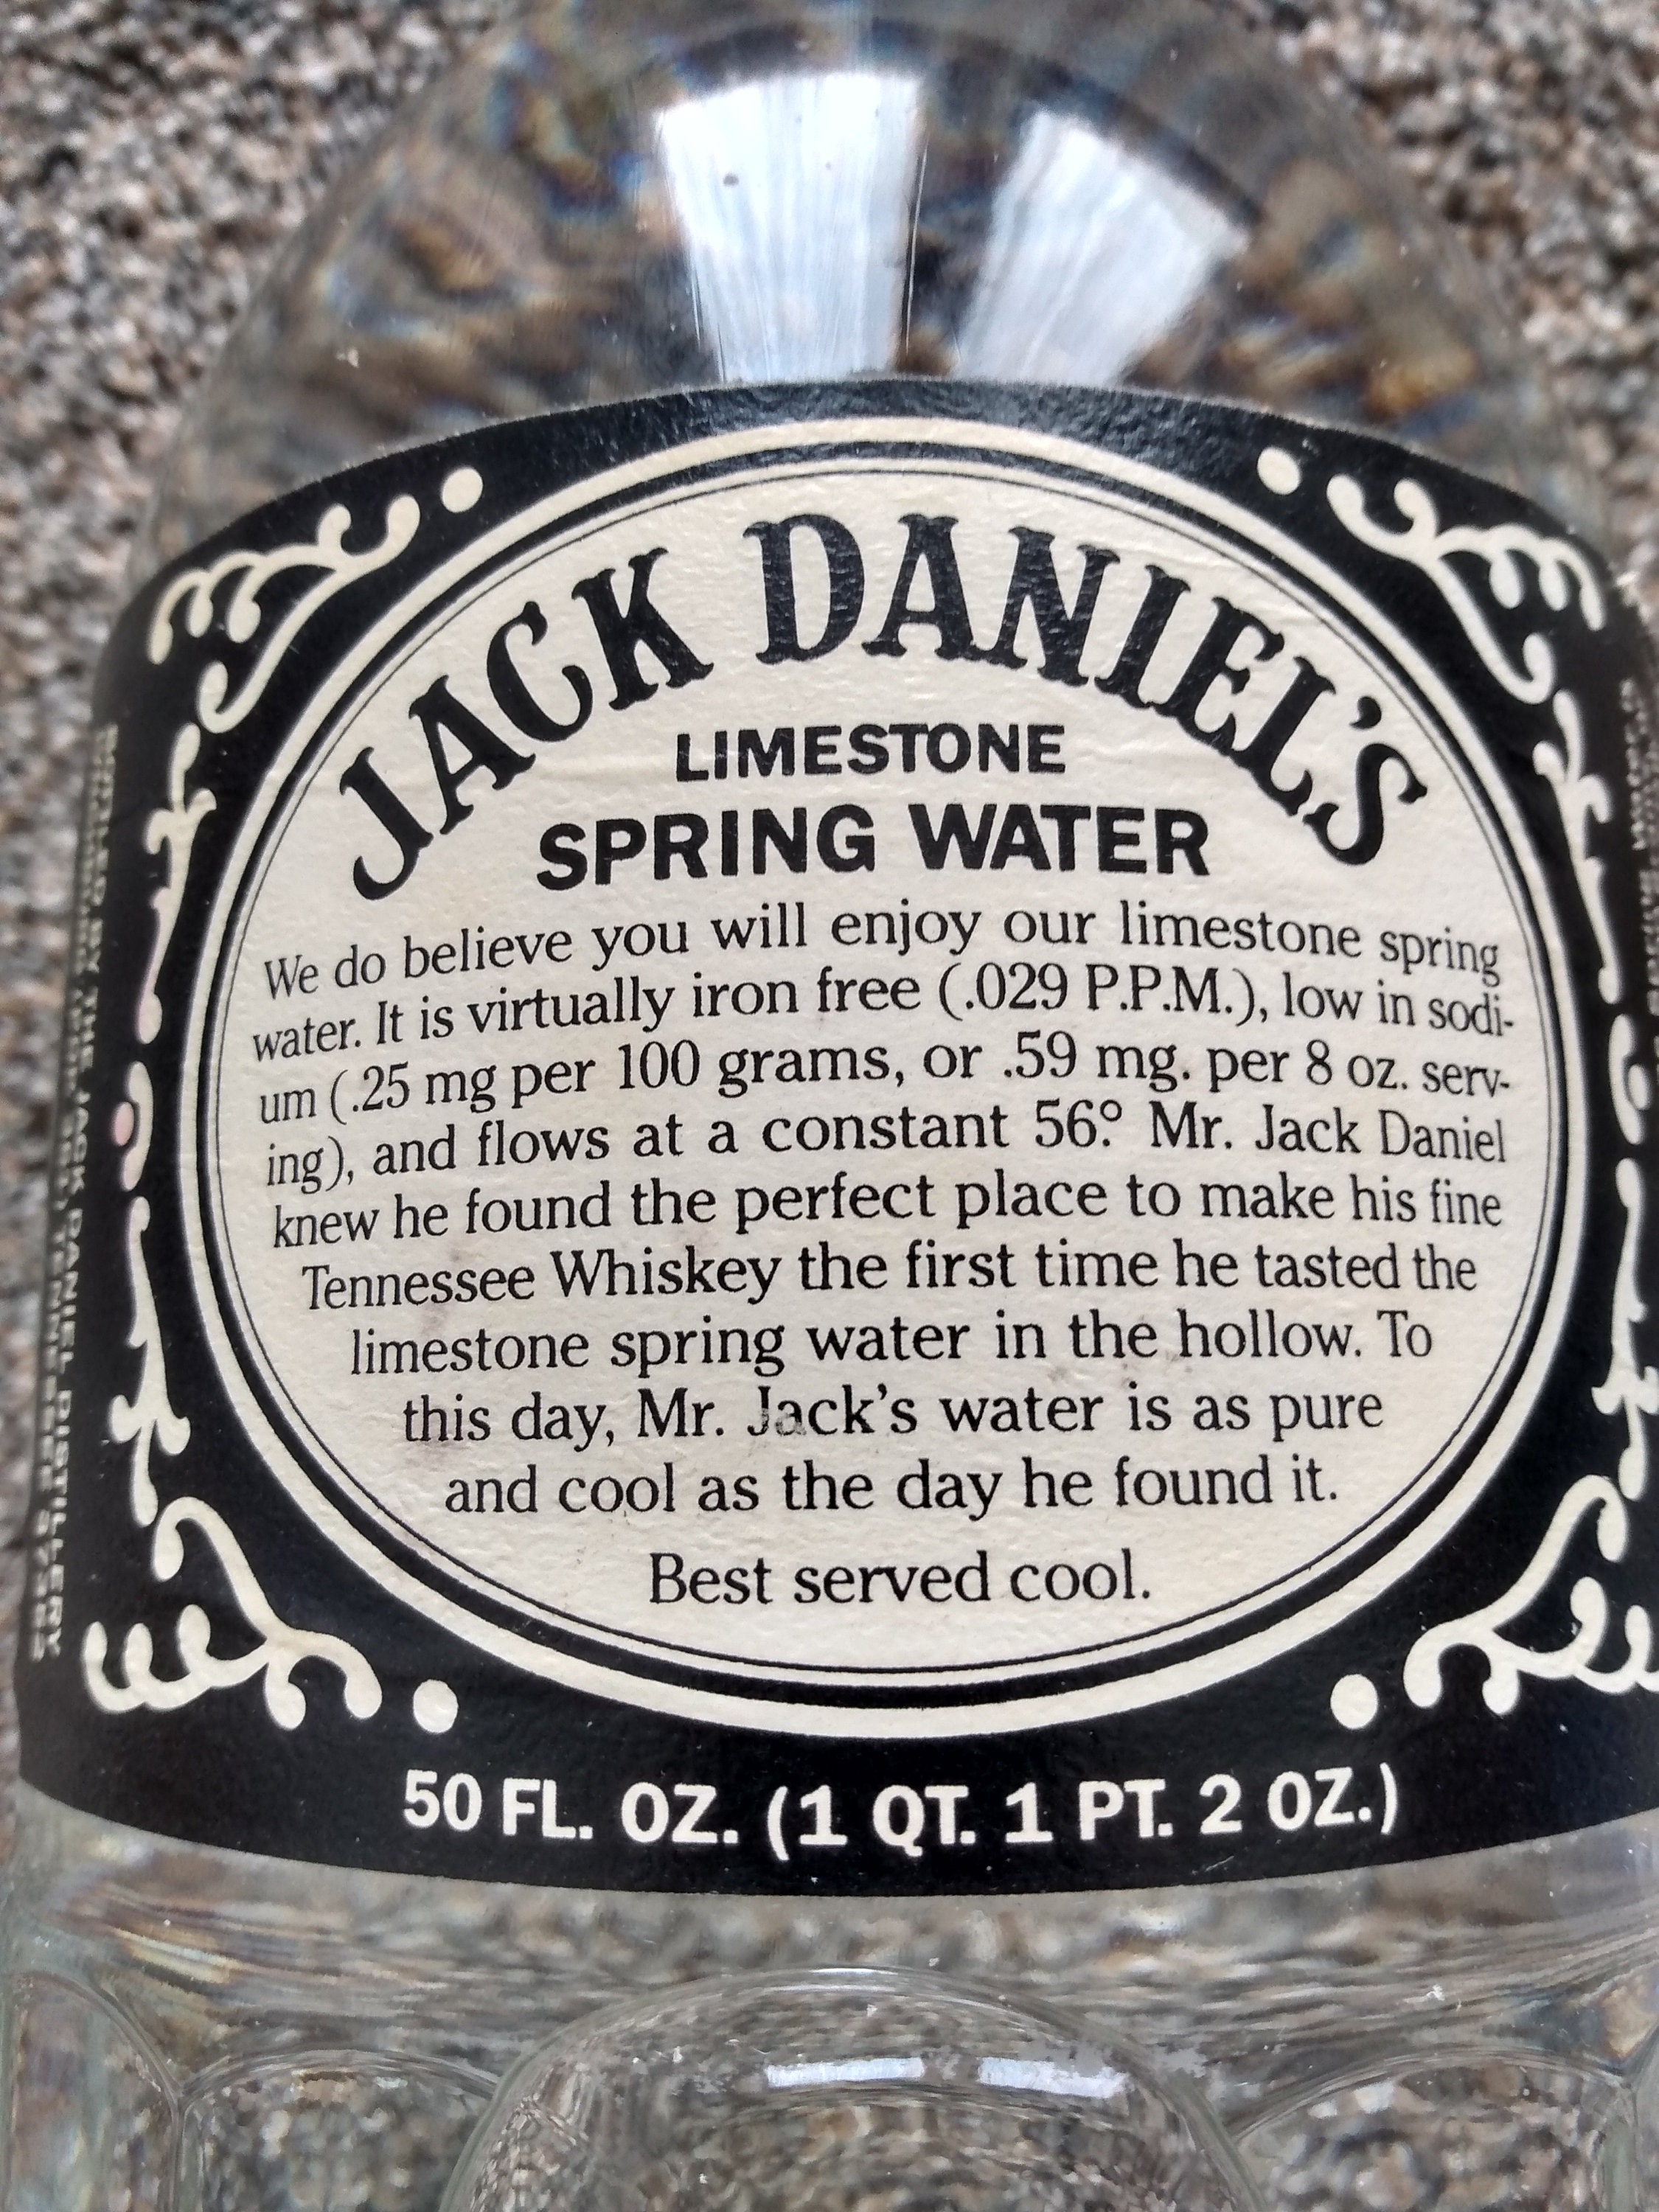 JACK DANIEL'S
LIMESTONE
SPRING WATER
We do believe you will enjoy our limestone spring
water. It is virtually iron free (.029 P.P.M.), low in sodi-
um (.25 mg per 100 grams, or .59 mg. per 8 oz. serv-
ing), and flows at a constant 56.° Mr. Jack Daniel
knew he found the perfect place to make his fine
Tennessee Whiskey the first time he tasted the
limestone spring water in the hollow. To
this day, Mr. Jack's water is as pure
and cool as the day he found it.
Best served cool.
50 FL. OZ. (1 QT. 1 PT. 2 OZ.)
JACK DANIEL DISTILLERY